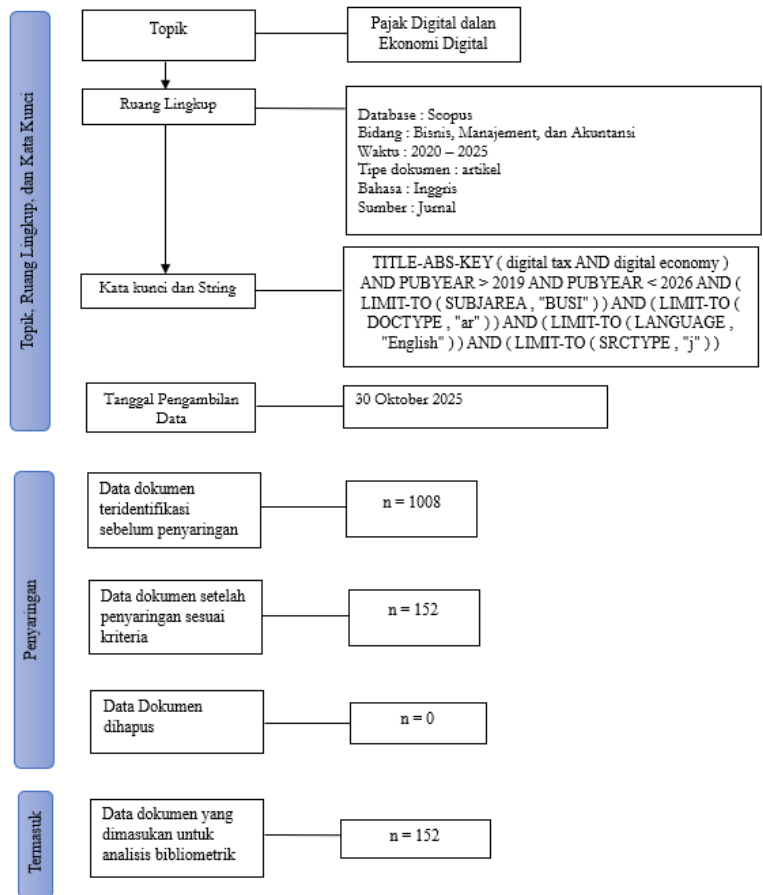 Topik, Ruang Lingkup, dan Kata Kunci
Topik
Pajak Digital dalan
Ekonomi Digital
Ruang Lingkup
Database : Scopus
Bidang : Bisnis, Manajement, dan Akuntansi
Waktu : 2020 – 2025
Tipe dokumen : artikel
Bahasa : Inggris
Sumber : Jurnal
Kata kunci dan String
TITLE-ABS-KEY ( digital tax AND digital economy )
AND PUBYEAR > 2019 AND PUBYEAR < 2026 AND (
LIMIT-TO ( SUBJAREA , "BUSI" ) ) AND ( LIMIT-TO (
DOCTYPE , "ar" ) ) AND ( LIMIT-TO ( LANGUAGE ,
"English" ) ) AND ( LIMIT-TO ( SRCTYPE , "j" ) )
Tanggal Pengambilan
Data
30 Oktober 2025
Penyaringan
Data dokumen
teridentifikasi
sebelum penyaringan
n = 1008
Data dokumen setelah
penyaringan sesuai
kriteria
n = 152
Data Dokumen
dihapus
n = 0
Termasuk
Data dokumen yang
dimasukan untuk
analisis bibliometrik
n = 152